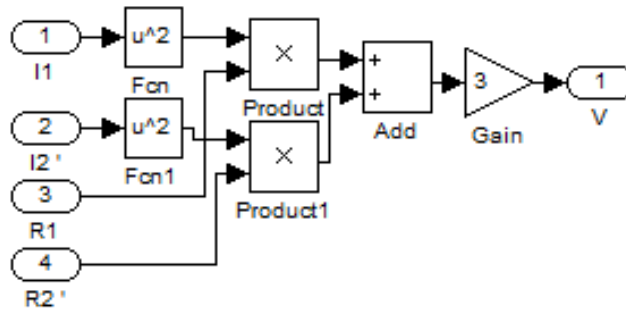 1
I1
u^2
Fcn
×
Product
+
+
Add
3
Gain
1
V
2
I2 '
u^2
Fcn1
×
Product1
3
R1
4
R2 '